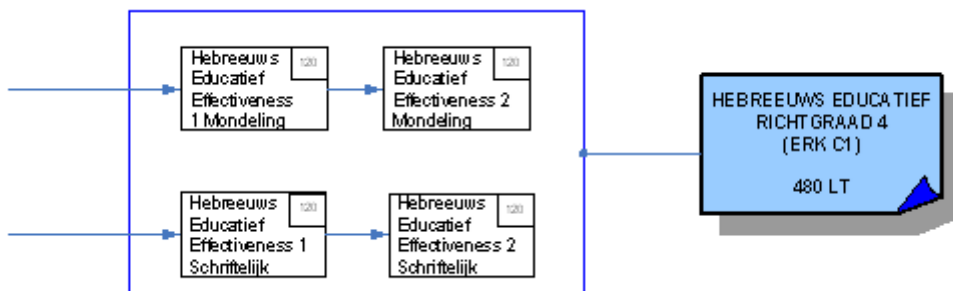 Hebreeuws 120
Educatief
Effectiveness
1 Mondeling
Hebreeuws 120
Educatief
Effectiveness 2
Mondeling
HEBREEUWS EDUCATIEF
RICHTGRAAD 4
(ERK C1)
480 LT
Hebreeuws 120
Educatief
Effectiveness 1
Schriftelijk
Hebreeuws 120
Educatief
Effectiveness 2
Schriftelijk